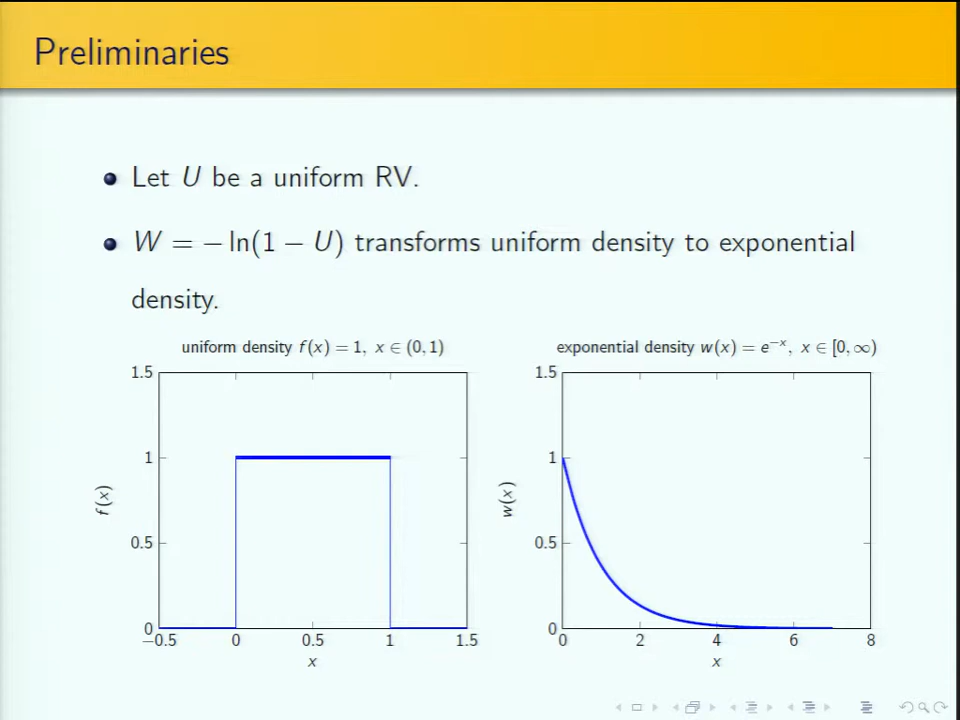 Preliminaries
Let U be a uniform RV.
W = − ln(1 − U) transforms uniform density to exponential
density.
uniform density f(x) = 1, x ∈ (0, 1)
1.5
1
0.5
0
f(x)
−0.5 0 0.5 1 1.5
x
exponential density w(x) = e⁻ˣ, x ∈ [0, ∞)
1.5
1
0.5
0
w(x)
0 2 4 6 8
x